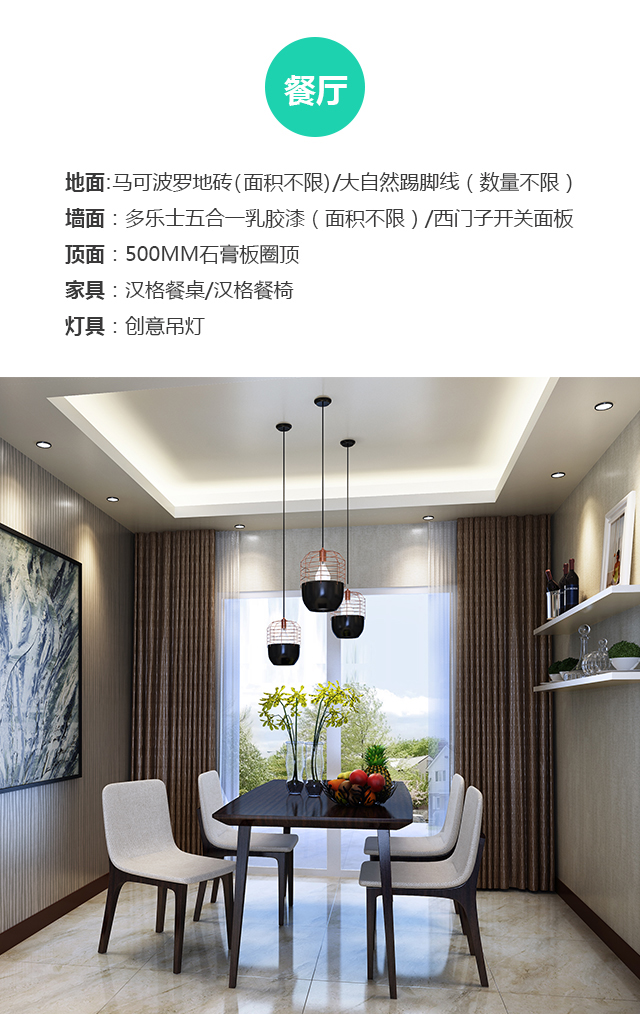 餐厅
地面:马可波罗地砖(面积不限)/大自然踢脚线（数量不限）
墙面：多乐士五合一乳胶漆（面积不限）/西门子开关面板
顶面：500MM石膏板圈顶
家具：汉格餐桌/汉格餐椅
灯具：创意吊灯